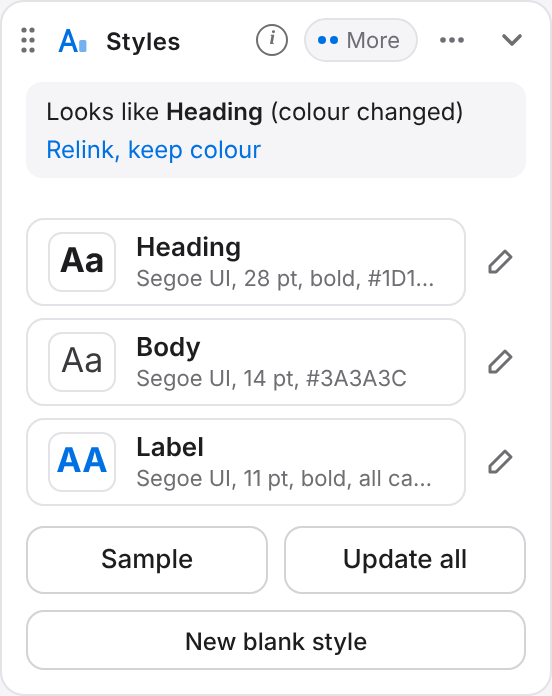 Styles
i
More
Looks like Heading (colour changed)
Relink, keep colour
Aa
Heading
Segoe UI, 28 pt, bold, #1D1...
Aa
Body
Segoe UI, 14 pt, #3A3A3C
AA
Label
Segoe UI, 11 pt, bold, all ca...
Sample
Update all
New blank style